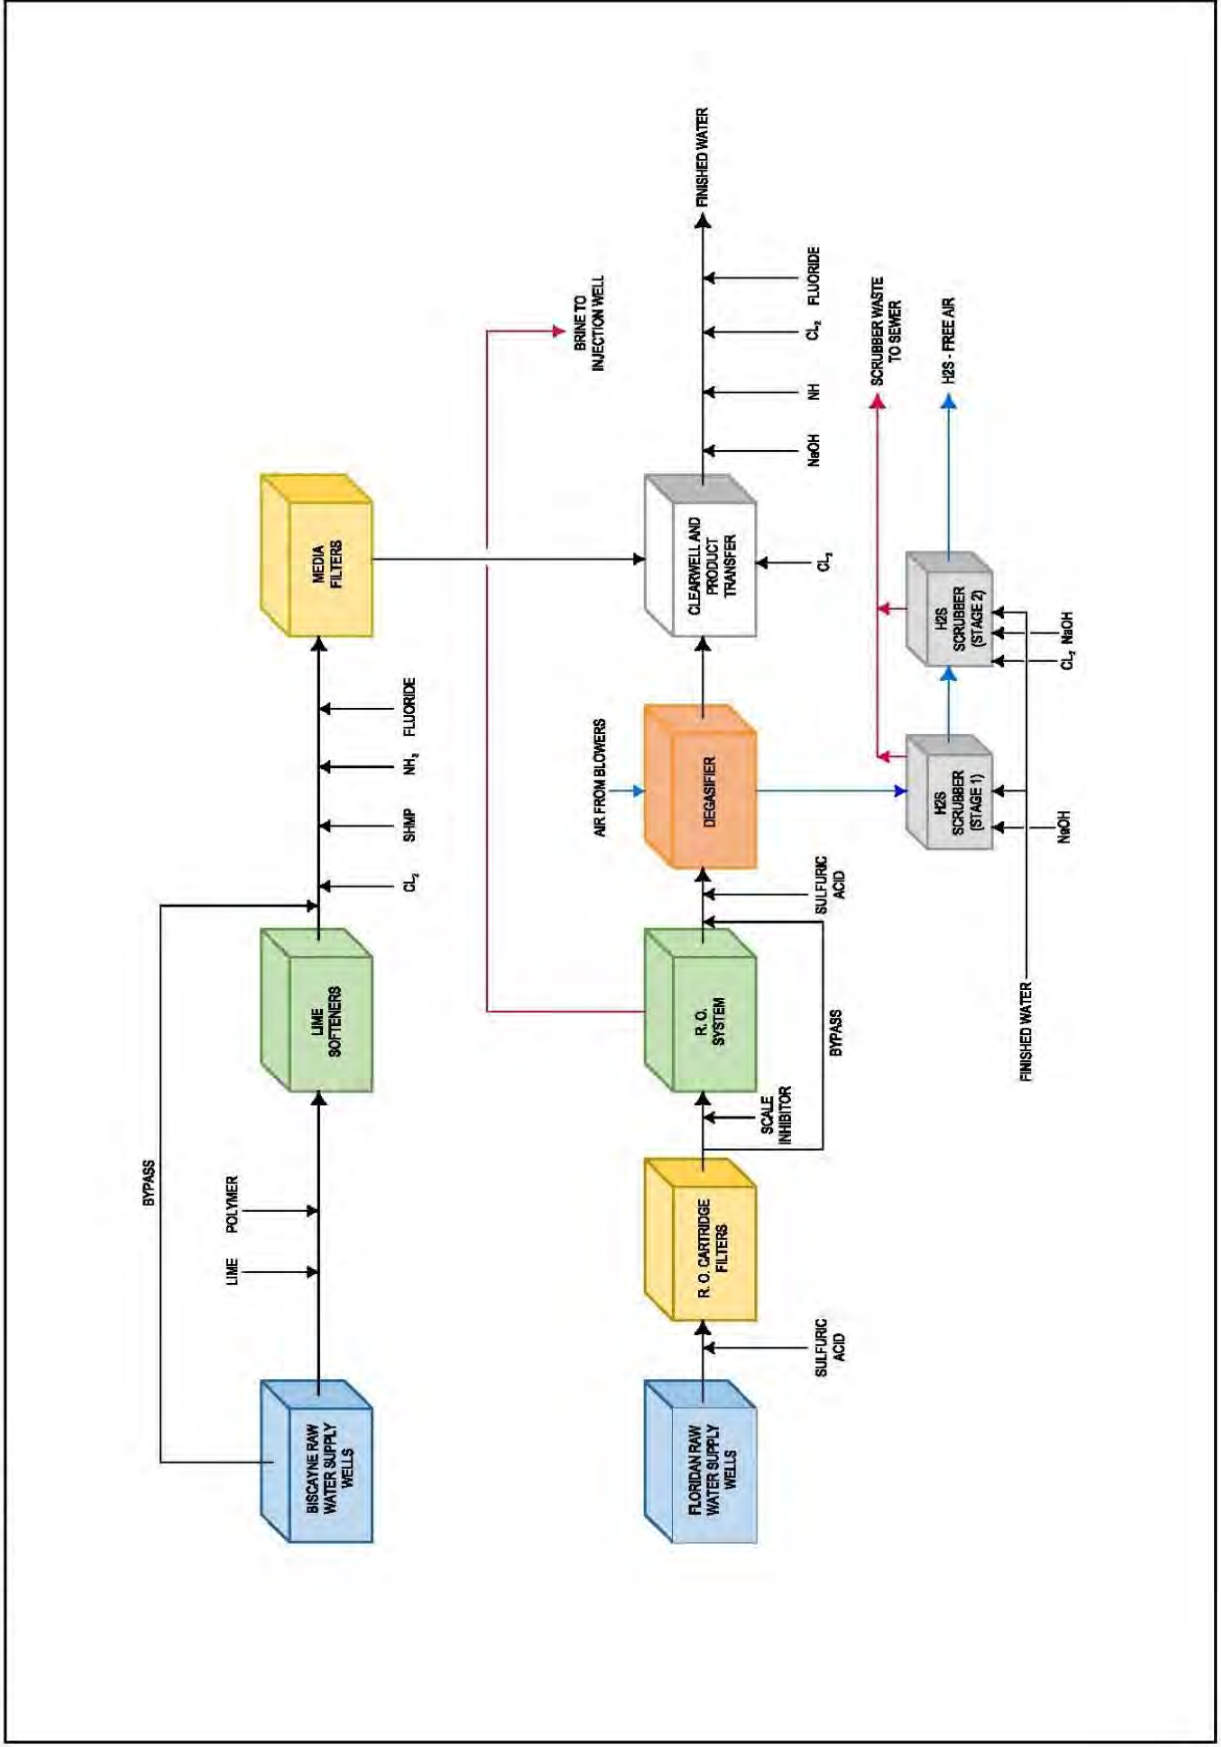 BYPASS
LIME
POLYMER
BISCAYNE RAW
WATER SUPPLY
WELLS
LIME
SOFTENERS
CL₂
SHMP
NH₂
FLUORIDE
MEDIA
FILTERS
BRINE TO
INJECTION WELL
AIR FROM BLOWERS
FLORIDAN RAW
WATER SUPPLY
WELLS
SULFURIC
ACID
R. O. CARTRIDGE
FILTERS
SCALE
INHIBITOR
BYPASS
R. O.
SYSTEM
SULFURIC
ACID
DEGASIFIER
CLEARWELL AND
PRODUCT
TRANSFER
CL₂
NaOH
NH
CL₂
FLUORIDE
FINISHED WATER
SCRUBBER WASTE
TO SEWER
H2S
SCRUBBER
(STAGE 1)
H2S
SCRUBBER
(STAGE 2)
H2S - FREE AIR
FINISHED WATER
NaOH
CL₂
NaOH